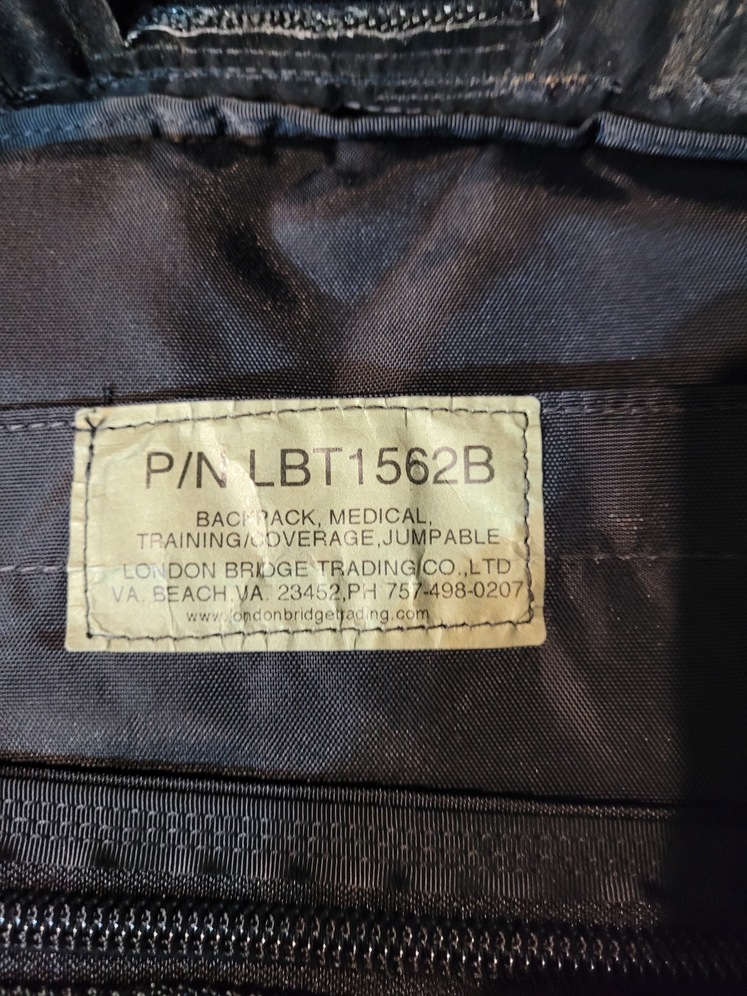 P/N LBT1562B
BACKPACK, MEDICAL,
TRAINING/COVERAGE,JUMPABLE
LONDON BRIDGE TRADING CO.,LTD
VA. BEACH,VA. 23452,PH 757-498-0207
www.londonbridgetrading.com